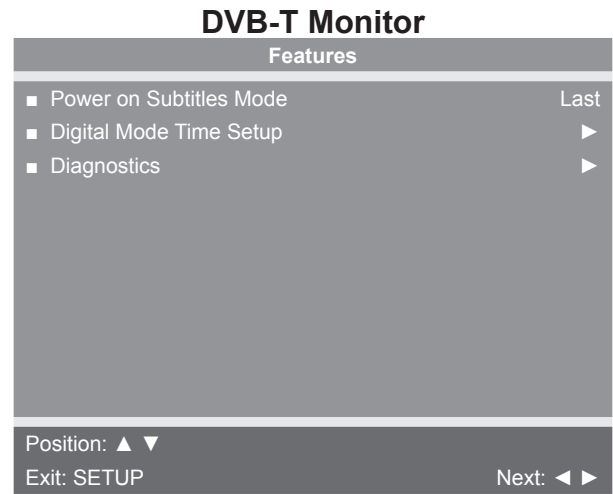 DVB-T Monitor
Features
■ Power on Subtitles Mode Last
■ Digital Mode Time Setup ►
■ Diagnostics ►
Position: ▲ ▼
Exit: SETUP Next: ◄ ►